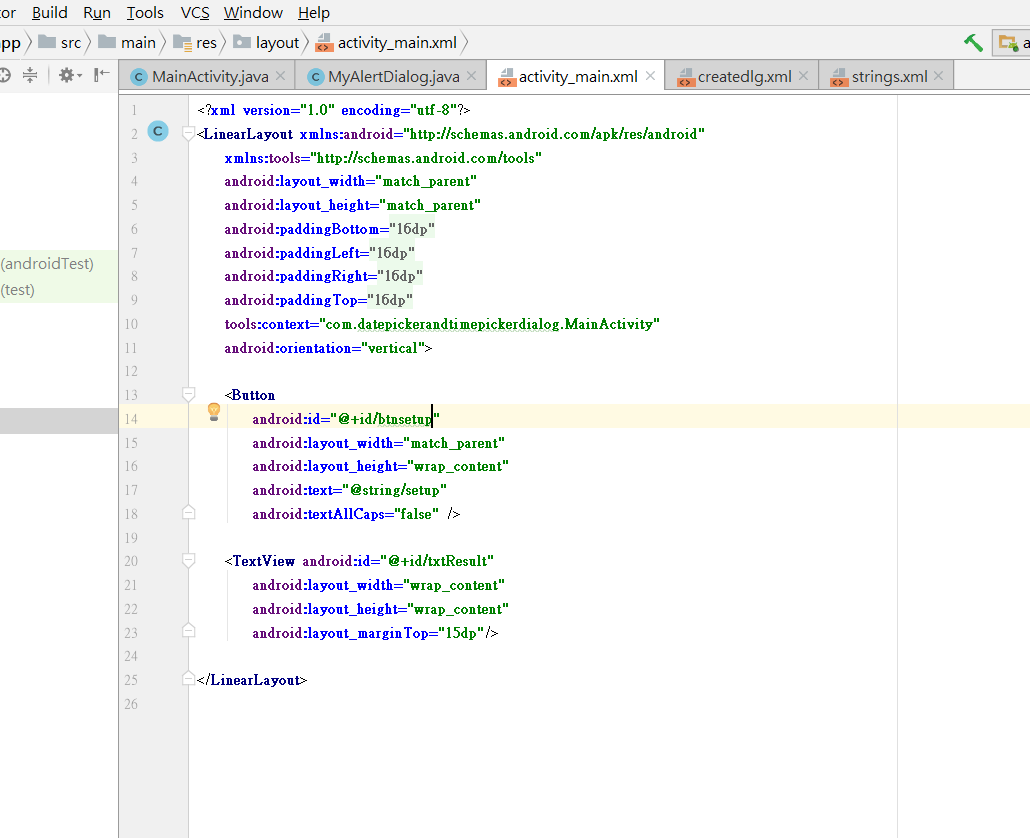 Build Run Tools VCS Window Help
src main res layout activity_main.xml
MainActivity.java MyAlertDialog.java activity_main.xml createdlg.xml strings.xml
(androidTest)
(test)
1 <?xml version="1.0" encoding="utf-8"?>
2 <LinearLayout xmlns:android="http://schemas.android.com/apk/res/android"
3 xmlns:tools="http://schemas.android.com/tools"
4 android:layout_width="match_parent"
5 android:layout_height="match_parent"
6 android:paddingBottom="16dp"
7 android:paddingLeft="16dp"
8 android:paddingRight="16dp"
9 android:paddingTop="16dp"
10 tools:context="com.datepickerandtimepickerdialog.MainActivity"
11 android:orientation="vertical">
12
13 <Button
14 android:id="@+id/btnsetup"
15 android:layout_width="match_parent"
16 android:layout_height="wrap_content"
17 android:text="@string/setup"
18 android:textAllCaps="false" />
19
20 <TextView android:id="@+id/txtResult"
21 android:layout_width="wrap_content"
22 android:layout_height="wrap_content"
23 android:layout_marginTop="15dp"/>
24
25 </LinearLayout>
26